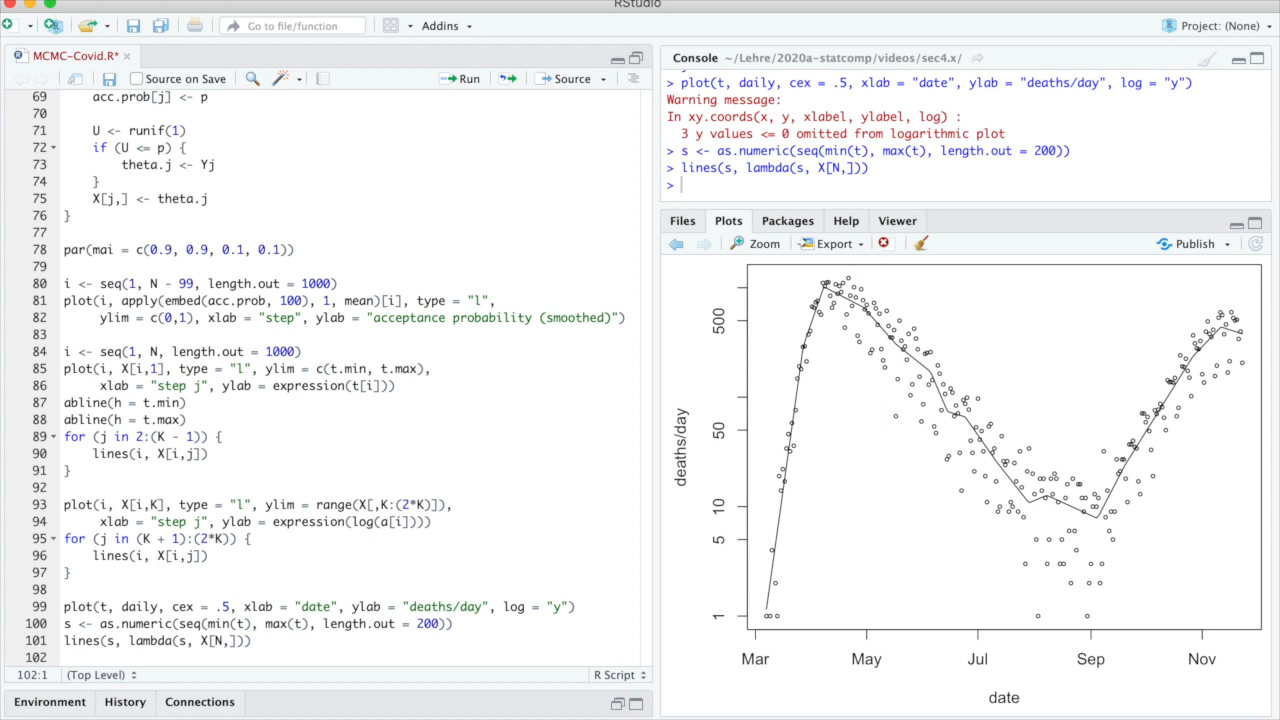 RStudio
Go to file/function
Addins
Project: (None)
MCMC-Covid.R*
Source on Save
Run
Source
69 acc.prob[j] <- p
70
71 U <- runif(1)
72 if (U <= p) {
73 theta.j <- Yj
74 }
75 X[j,] <- theta.j
76 }
77
78 par(mai = c(0.9, 0.9, 0.1, 0.1))
79
80 i <- seq(1, N - 99, length.out = 1000)
81 plot(i, apply(embed(acc.prob, 100), 1, mean)[i], type = "l",
82 ylim = c(0,1), xlab = "step", ylab = "acceptance probability (smoothed)")
83
84 i <- seq(1, N, length.out = 1000)
85 plot(i, X[i,1], type = "l", ylim = c(t.min, t.max),
86 xlab = "step j", ylab = expression(t[i]))
87 abline(h = t.min)
88 abline(h = t.max)
89 for (j in 2:(K - 1)) {
90 lines(i, X[i,j])
91 }
92
93 plot(i, X[i,K], type = "l", ylim = range(X[,K:(2*K)]),
94 xlab = "step j", ylab = expression(log(a[i])))
95 for (j in (K + 1):(2*K)) {
96 lines(i, X[i,j])
97 }
98
99 plot(t, daily, cex = .5, xlab = "date", ylab = "deaths/day", log = "y")
100 s <- as.numeric(seq(min(t), max(t), length.out = 200))
101 lines(s, lambda(s, X[N,]))
102
102:1 (Top Level) R Script
Environment History Connections
Console ~/Lehre/2020a-statcomp/videos/sec4.x/
> plot(t, daily, cex = .5, xlab = "date", ylab = "deaths/day", log = "y")
Warning message:
In xy.coords(x, y, xlabel, ylabel, log) :
3 y values <= 0 omitted from logarithmic plot
> s <- as.numeric(seq(min(t), max(t), length.out = 200))
> lines(s, lambda(s, X[N,]))
>
Files Plots Packages Help Viewer
Zoom Export Publish
500
50
10
5
1
deaths/day
Mar May Jul Sep Nov
date